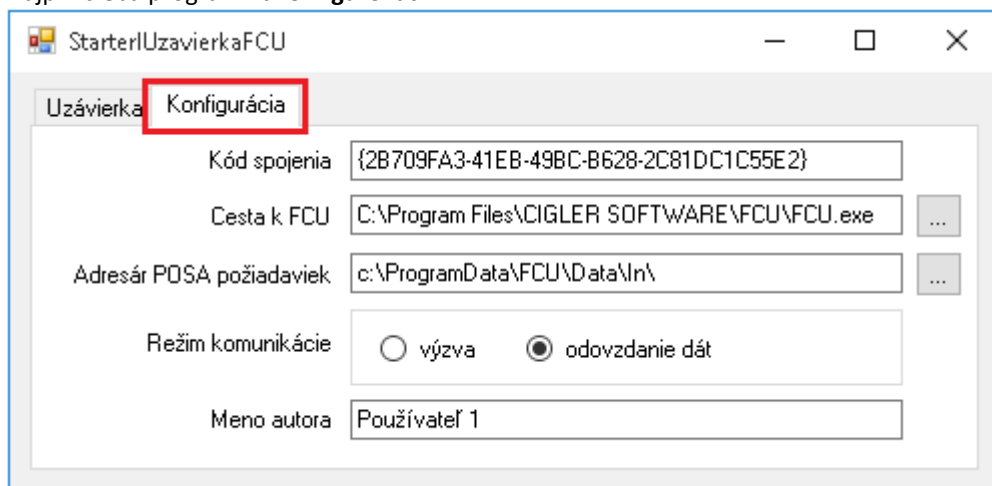 StarterIUzavierkaFCU
Uzávierka Konfigurácia
Kód spojenia {2B709FA3-41EB-49BC-B628-2C81DC1C55E2}
Cesta k FCU C:\Program Files\CIGLER SOFTWARE\FCU\FCU.exe ...
Adresár POSA požiadaviek c:\ProgramData\FCU\Data\In\ ...
Režim komunikácie výzva odovzdanie dát
Meno autora Používateľ 1